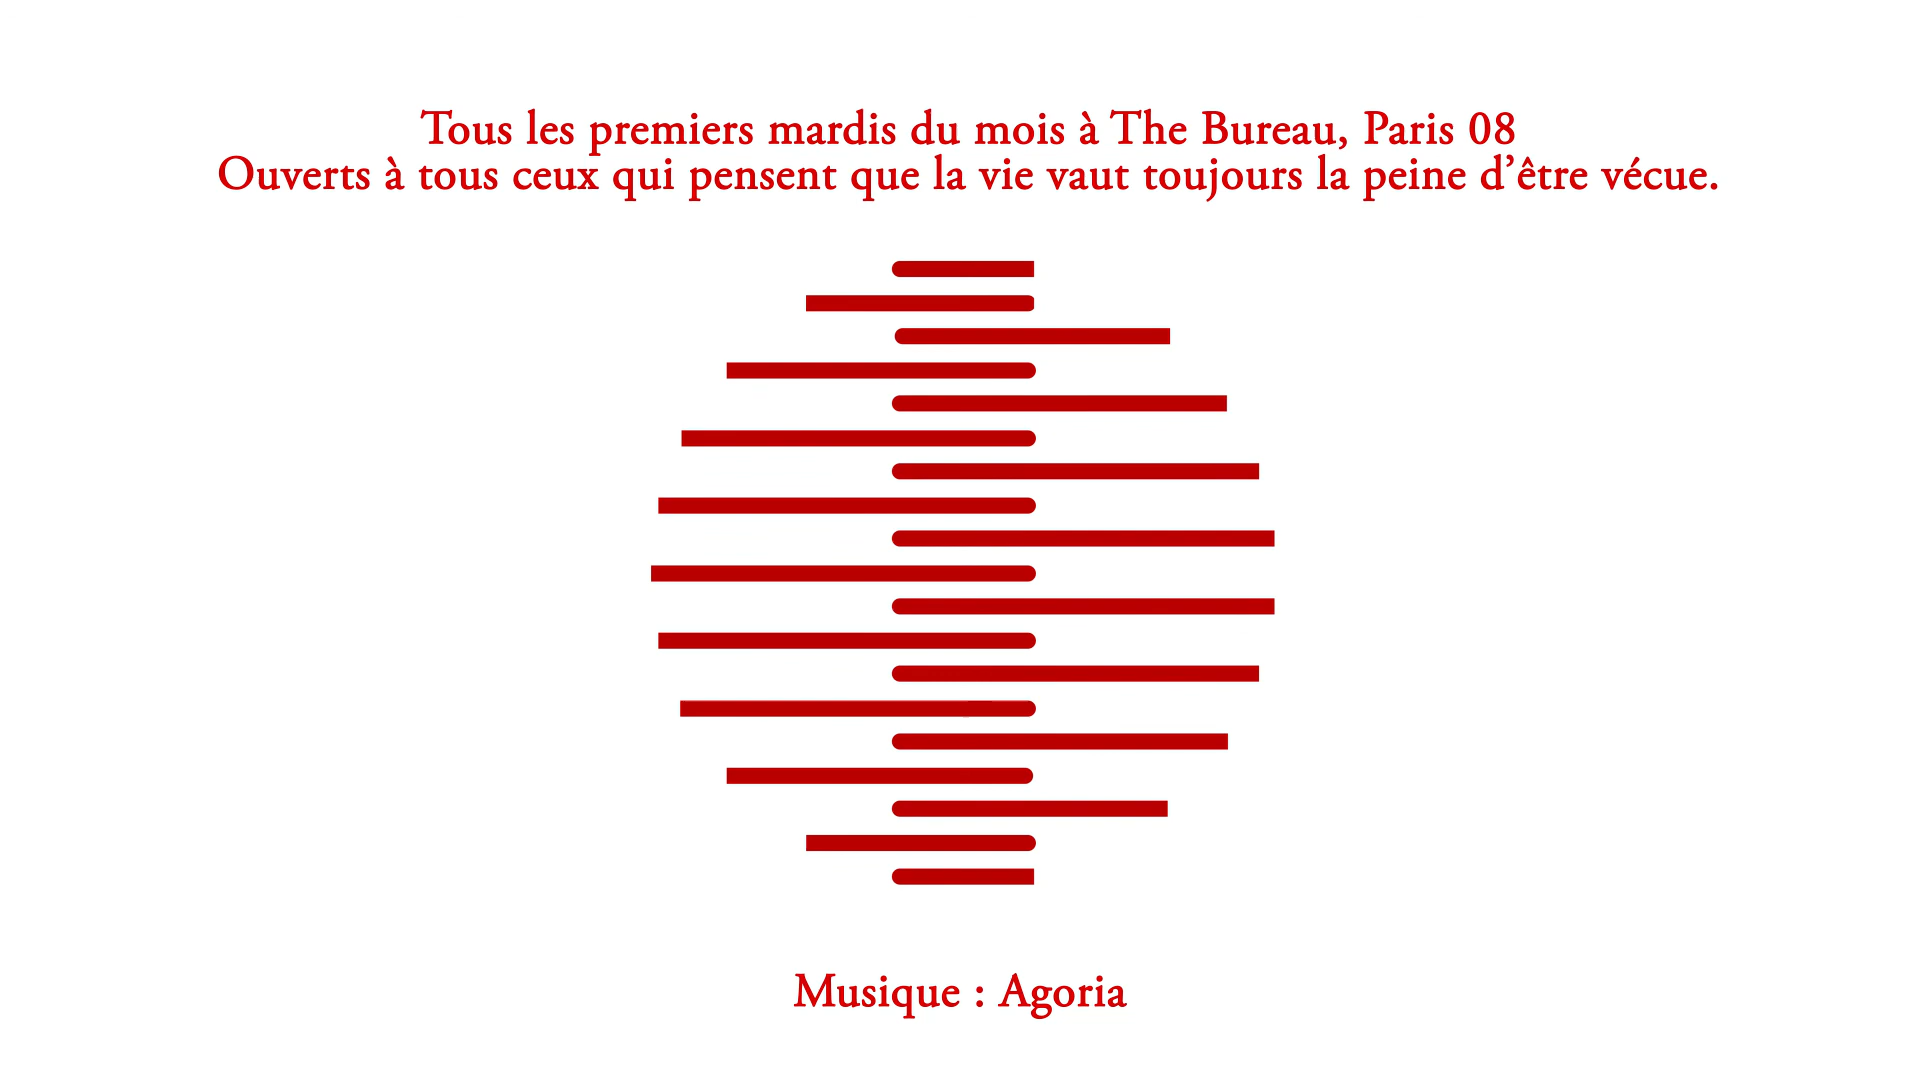 Tous les premiers mardis du mois à The Bureau, Paris 08
Ouverts à tous ceux qui pensent que la vie vaut toujours la peine d’être vécue.
Musique : Agoria